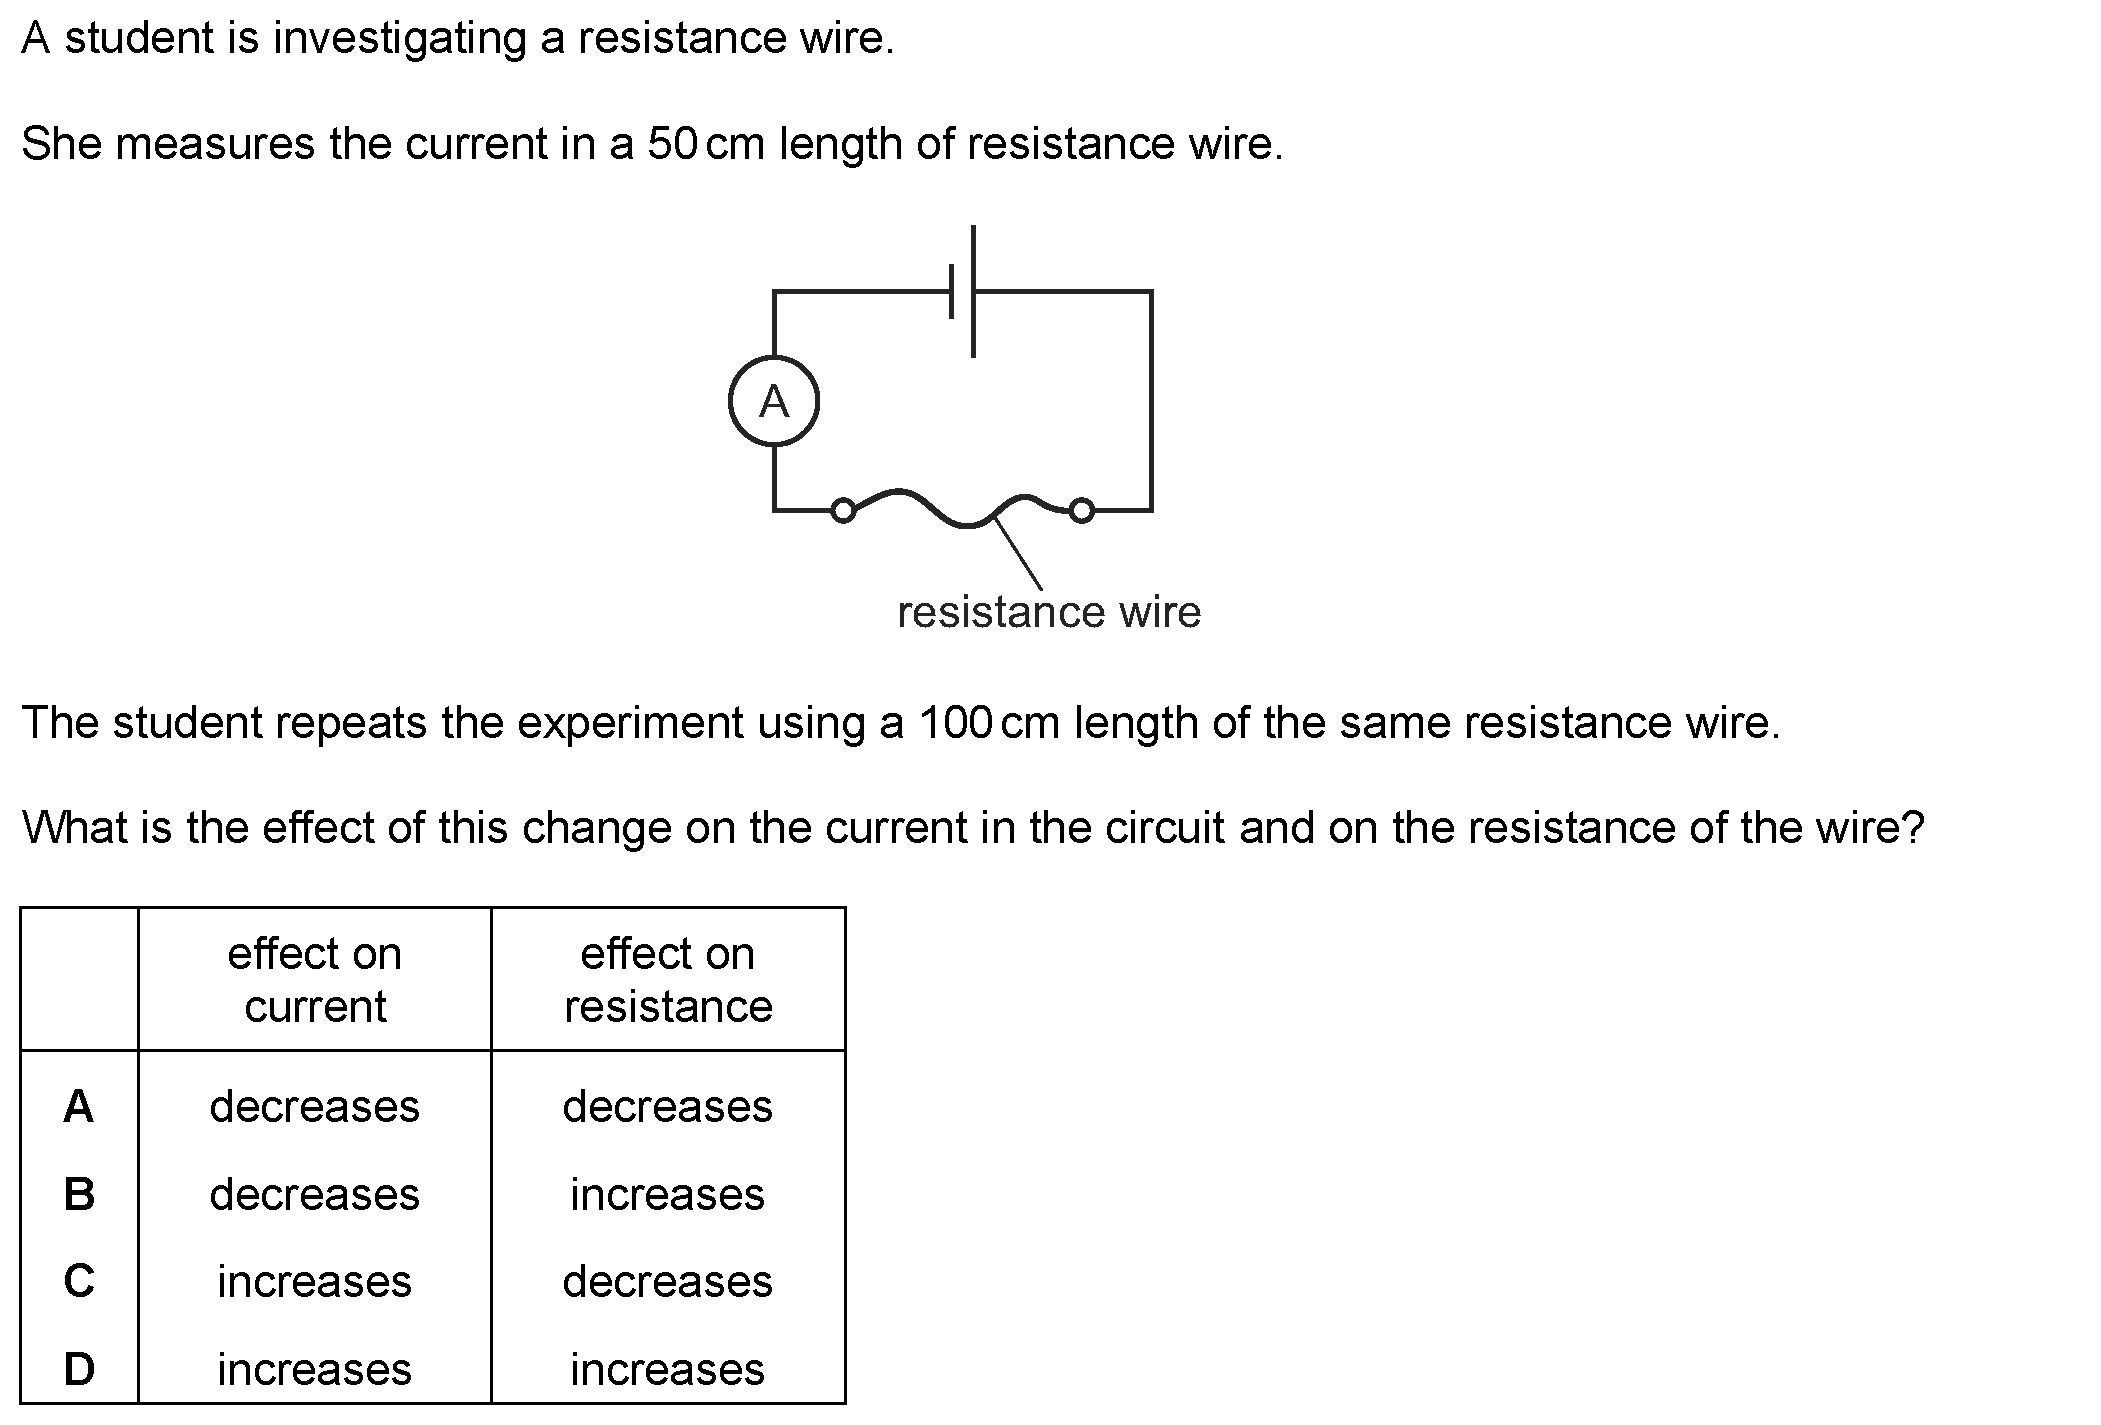 A student is investigating a resistance wire.
She measures the current in a 50 cm length of resistance wire.
A
resistance wire
The student repeats the experiment using a 100 cm length of the same resistance wire.
What is the effect of this change on the current in the circuit and on the resistance of the wire?
effect on current effect on resistance
A decreases decreases
B decreases increases
C increases decreases
D increases increases